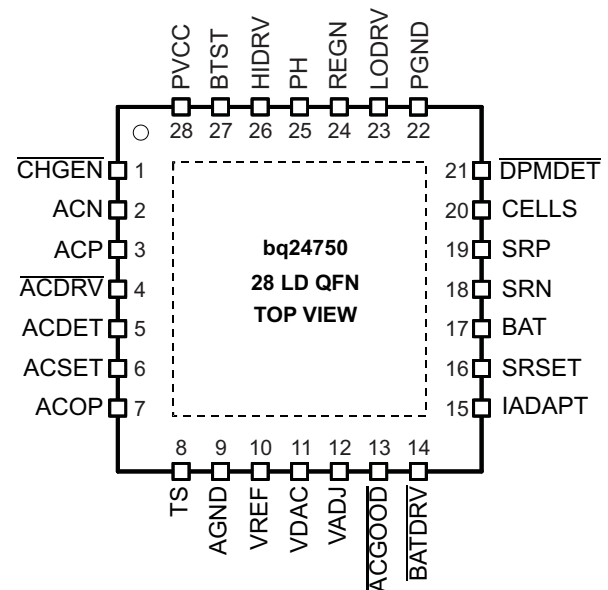 PVCC
BTST
HIDRV
PH
REGN
LODRV
PGND
28 27 26 25 24 23 22
CHGEN 1
ACN 2
ACP 3
ACDRV 4
ACDET 5
ACSET 6
ACOP 7
bq24750
28 LD QFN
TOP VIEW
21 DPMDET
20 CELLS
19 SRP
18 SRN
17 BAT
16 SRSET
15 IADAPT
8 9 10 11 12 13 14
TS
AGND
VREF
VDAC
VADJ
ACGOOD
BATDRV